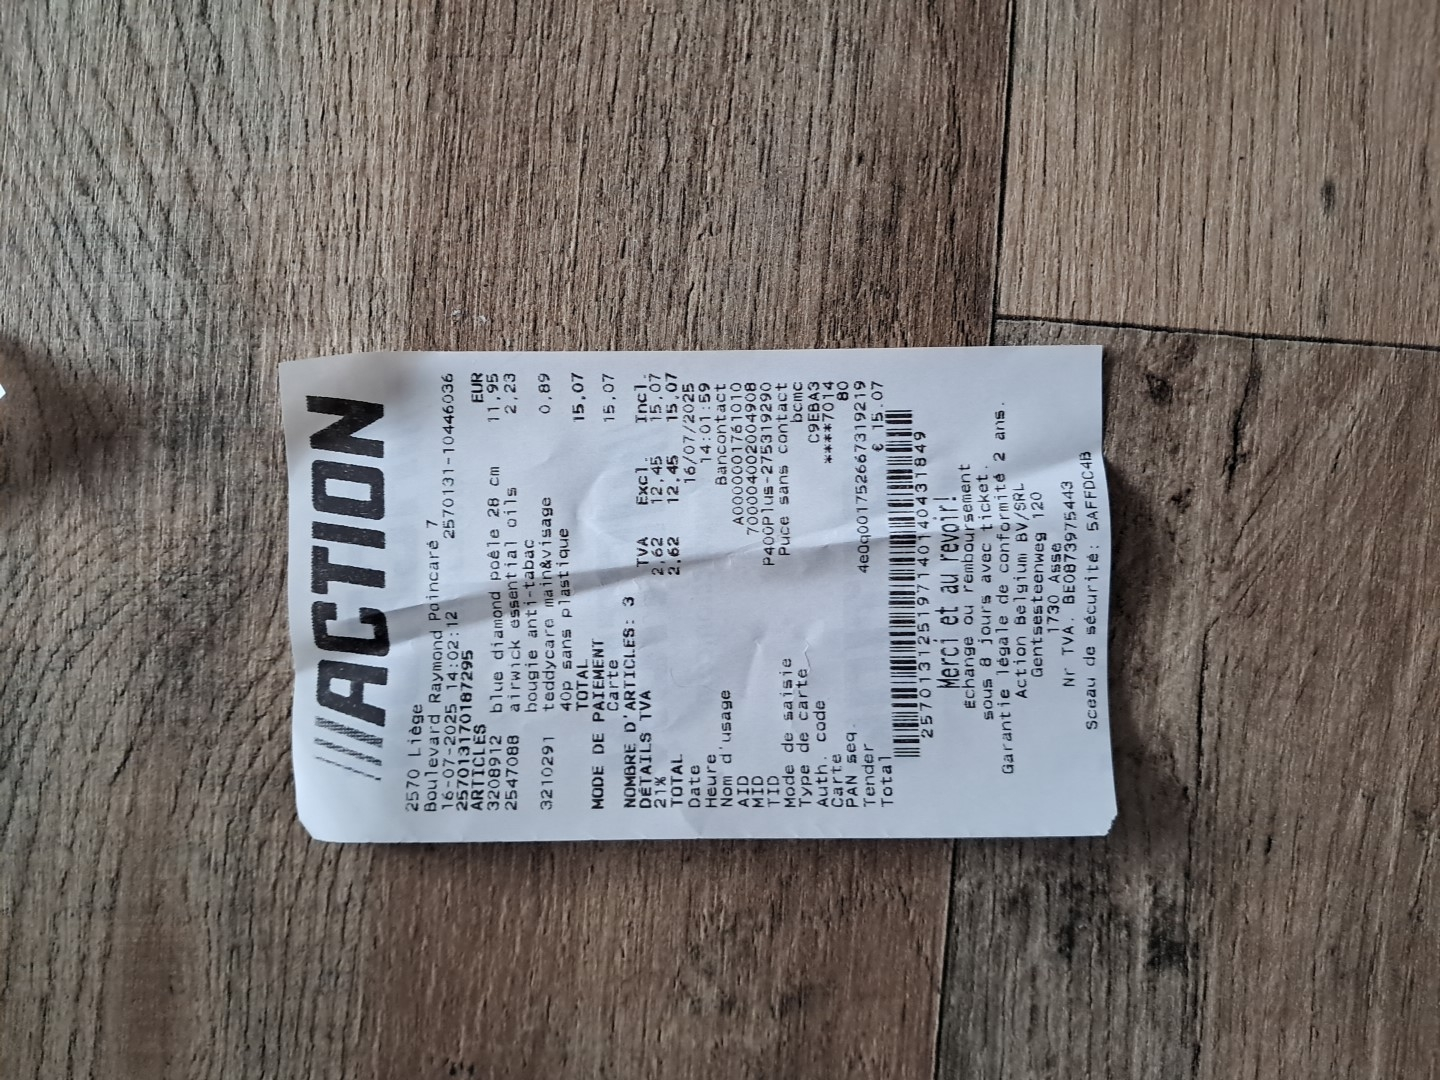 ACTION
2570 Liège
Boulevard Raymond Poincaré 7
16-07-2025 14:02:12 2570131-10446036
2570131170187295
ARTICLES EUR
3208912 blue diamond poêle 28 cm 11,95
2547088 airwick essential oils 2,23
bougie anti-tabac
3210291 teddycare main&visage 0,89
40p sans plastique
TOTAL 15,07
MODE DE PAIEMENT
Carte 15,07
NOMBRE D'ARTICLES: 3
DÉTAILS TVA TVA Excl. Incl.
21% 2,62 12,45 15,07
TOTAL 2,62 12,45 15,07
Date 16/07/2025
Heure 14:01:59
Nom d'usage Bancontact
AID A0000001761010
MID 700004002004908
TID P400Plus-275319290
Mode de saisie Puce sans contact
Type de carte bcmc
Auth. code C9EBA3
Carte ****7014
PAN seq. 80
Tender 4e0q001752667319219
Total € 15.07
2570131251971401404318​49
Merci et au revoir!
Échange ou remboursement
sous 8 jours avec ticket.
Garantie légale de conformité 2 ans.
Action Belgium BV/SRL
Gentsesteenweg 120
1730 Asse
Nr TVA. BE0873975443
Sceau de sécurité: 5AFFDC4B